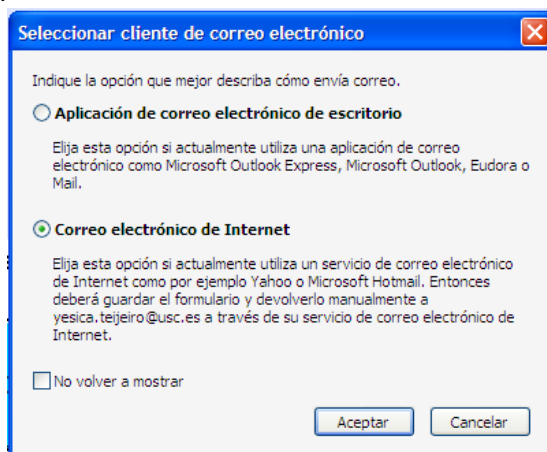 Seleccionar cliente de correo electrónico
Indique la opción que mejor describa cómo envía correo.
Aplicación de correo electrónico de escritorio
Elija esta opción si actualmente utiliza una aplicación de correo
electrónico como Microsoft Outlook Express, Microsoft Outlook, Eudora o
Mail.
Correo electrónico de Internet
Elija esta opción si actualmente utiliza un servicio de correo electrónico
de Internet como por ejemplo Yahoo o Microsoft Hotmail. Entonces
deberá guardar el formulario y devolverlo manualmente a
yesica.teijeiro@usc.es a través de su servicio de correo electrónico de
Internet.
No volver a mostrar
Aceptar Cancelar